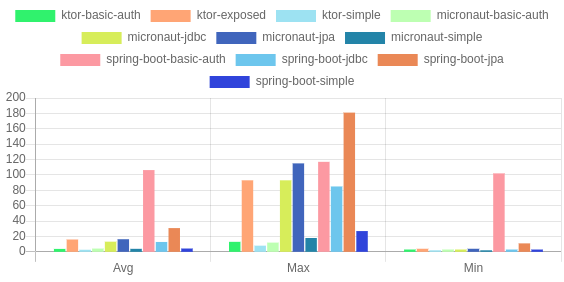 ktor-basic-auth ktor-exposed ktor-simple micronaut-basic-auth
micronaut-jdbc micronaut-jpa micronaut-simple
spring-boot-basic-auth spring-boot-jdbc spring-boot-jpa
spring-boot-simple
200
180
160
140
120
100
80
60
40
20
0
Avg Max Min